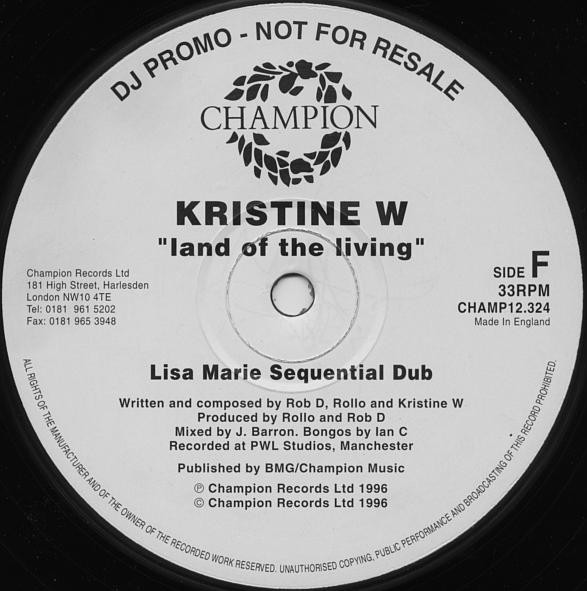 DJ PROMO - NOT FOR RESALE
CHAMPION
KRISTINE W
"land of the living"
Champion Records Ltd
181 High Street, Harlesden
London NW10 4TE
Tel: 0181 961 5202
Fax: 0181 965 3948
SIDE F
33RPM
CHAMP12.324
Made In England
Lisa Marie Sequential Dub
Written and composed by Rob D, Rollo and Kristine W
Produced by Rollo and Rob D
Mixed by J. Barron. Bongos by Ian C
Recorded at PWL Studios, Manchester
Published by BMG/Champion Music
℗ Champion Records Ltd 1996
© Champion Records Ltd 1996
ALL RIGHTS OF THE MANUFACTURER AND OF THE OWNER OF THE RECORDED WORK RESERVED. UNAUTHORISED COPYING, PUBLIC PERFORMANCE AND BROADCASTING OF THIS RECORD PROHIBITED.